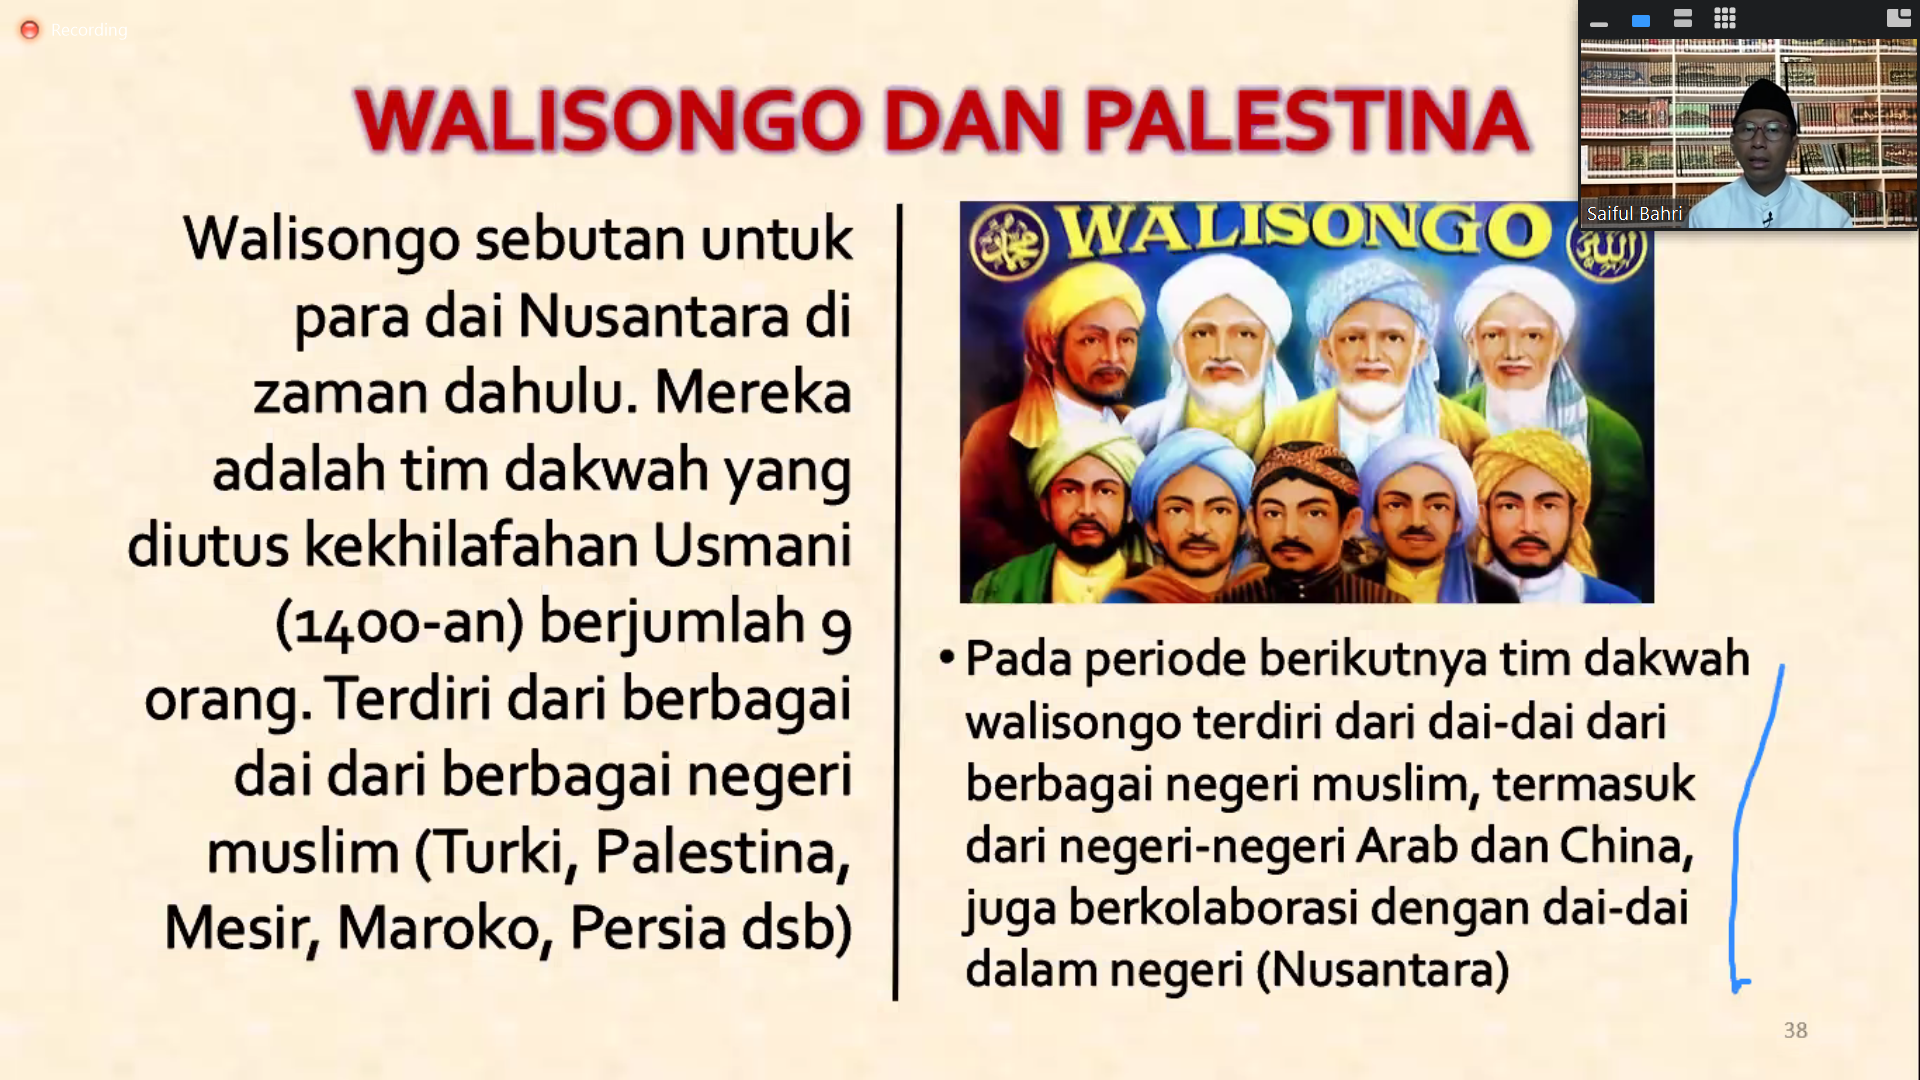 Recording
WALISONGO DAN PALESTINA
Saiful Bahri
Walisongo sebutan untuk
para dai Nusantara di
zaman dahulu. Mereka
adalah tim dakwah yang
diutus kekhilafahan Usmani
(1400-an) berjumlah 9
orang. Terdiri dari berbagai
dai dari berbagai negeri
muslim (Turki, Palestina,
Mesir, Maroko, Persia dsb)
WALISONGO
محمد
الله
• Pada periode berikutnya tim dakwah
walisongo terdiri dari dai-dai dari
berbagai negeri muslim, termasuk
dari negeri-negeri Arab dan China,
juga berkolaborasi dengan dai-dai
dalam negeri (Nusantara)
38